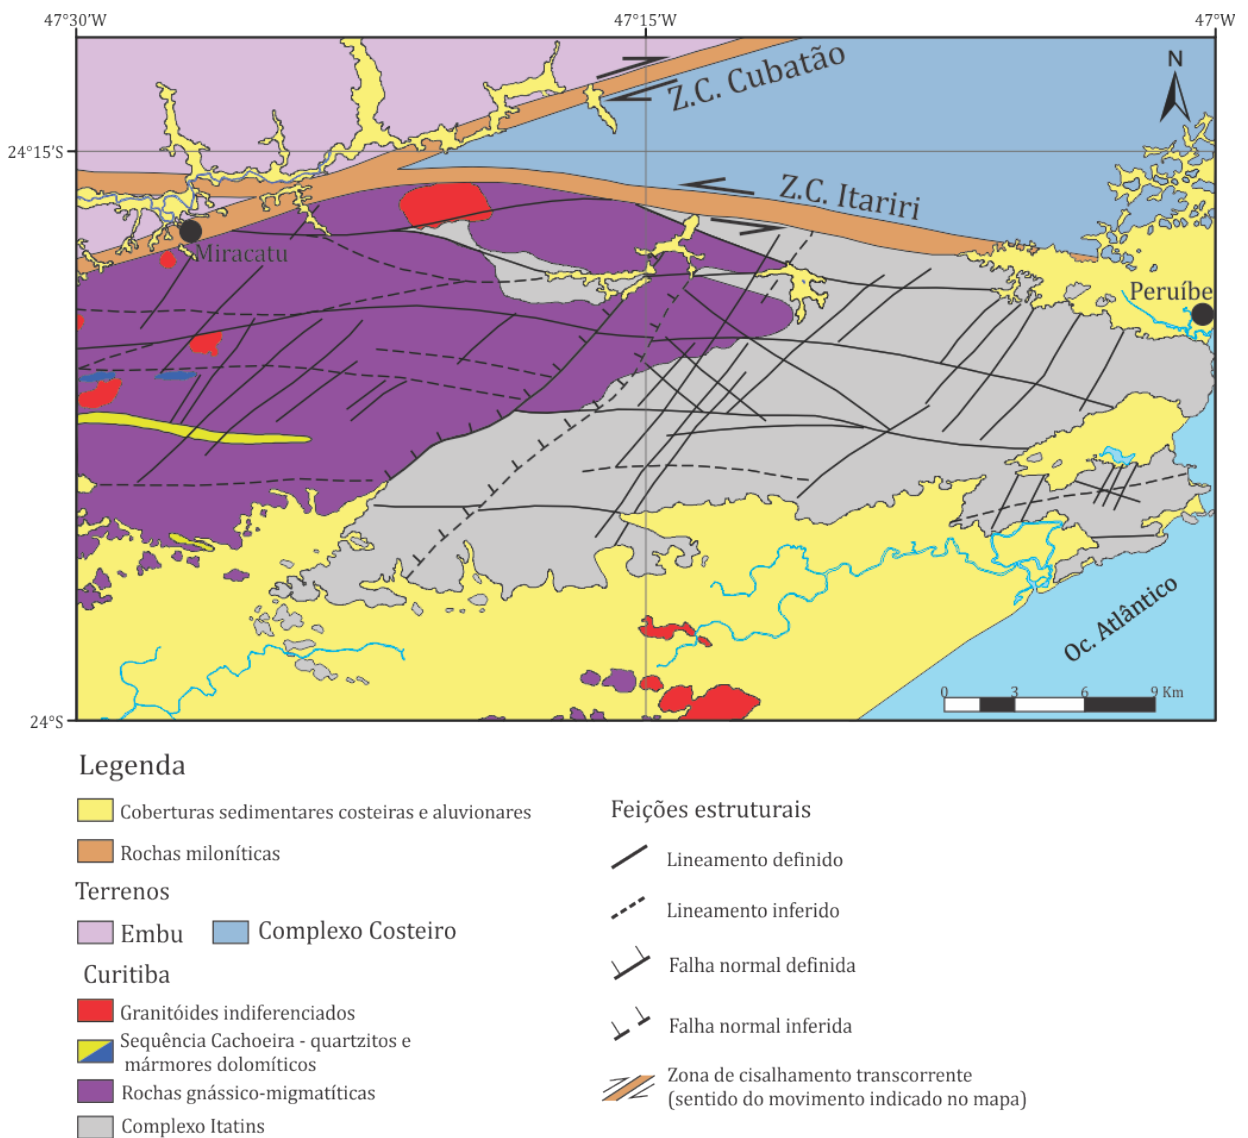 47°30'W
47°15'W
47°W
Z.C. Cubatão
N
24°15'S
Z.C. Itariri
Miracatu
Peruíbe
Oc. Atlântico
0 3 6 9 Km
24°S
Legenda
Coberturas sedimentares costeiras e aluvionares
Rochas miloníticas
Terrenos
Embu
Complexo Costeiro
Curitiba
Granitóides indiferenciados
Sequência Cachoeira - quartzitos e
mármores dolomíticos
Rochas gnássico-migmatíticas
Complexo Itatins
Feições estruturais
Lineamento definido
Lineamento inferido
Falha normal definida
Falha normal inferida
Zona de cisalhamento transcorrente
(sentido do movimento indicado no mapa)